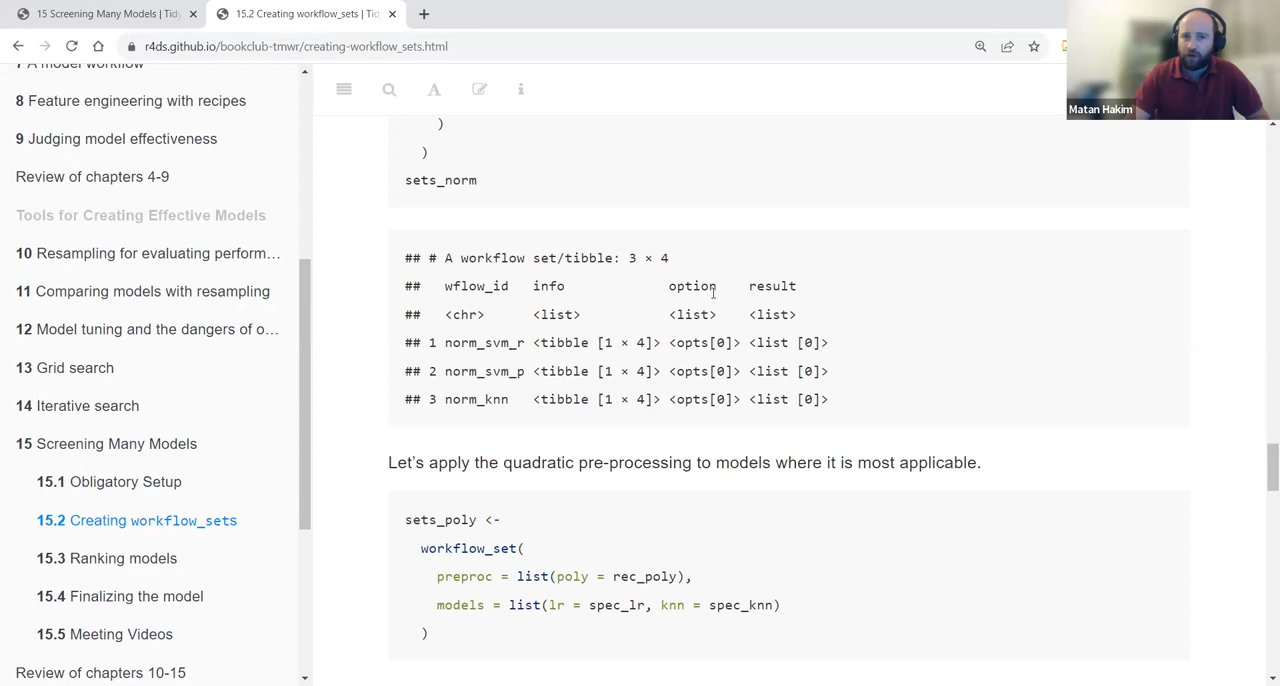 15 Screening Many Models | Tid
15.2 Creating workflow_sets | Tid
r4ds.github.io/bookclub-tmwr/creating-workflow_sets.html
Matan Hakim
7 A model workflow
8 Feature engineering with recipes
9 Judging model effectiveness
Review of chapters 4-9
Tools for Creating Effective Models
10 Resampling for evaluating perform…
11 Comparing models with resampling
12 Model tuning and the dangers of o…
13 Grid search
14 Iterative search
15 Screening Many Models
15.1 Obligatory Setup
15.2 Creating workflow_sets
15.3 Ranking models
15.4 Finalizing the model
15.5 Meeting Videos
Review of chapters 10-15
)
)
sets_norm
## # A workflow set/tibble: 3 × 4
##   wflow_id   info             option    result
##   <chr>      <list>           <list>    <list>
## 1 norm_svm_r <tibble [1 × 4]> <opts[0]> <list [0]>
## 2 norm_svm_p <tibble [1 × 4]> <opts[0]> <list [0]>
## 3 norm_knn   <tibble [1 × 4]> <opts[0]> <list [0]>
Let's apply the quadratic pre-processing to models where it is most applicable.
sets_poly <-
workflow_set(
preproc = list(poly = rec_poly),
models = list(lr = spec_lr, knn = spec_knn)
)